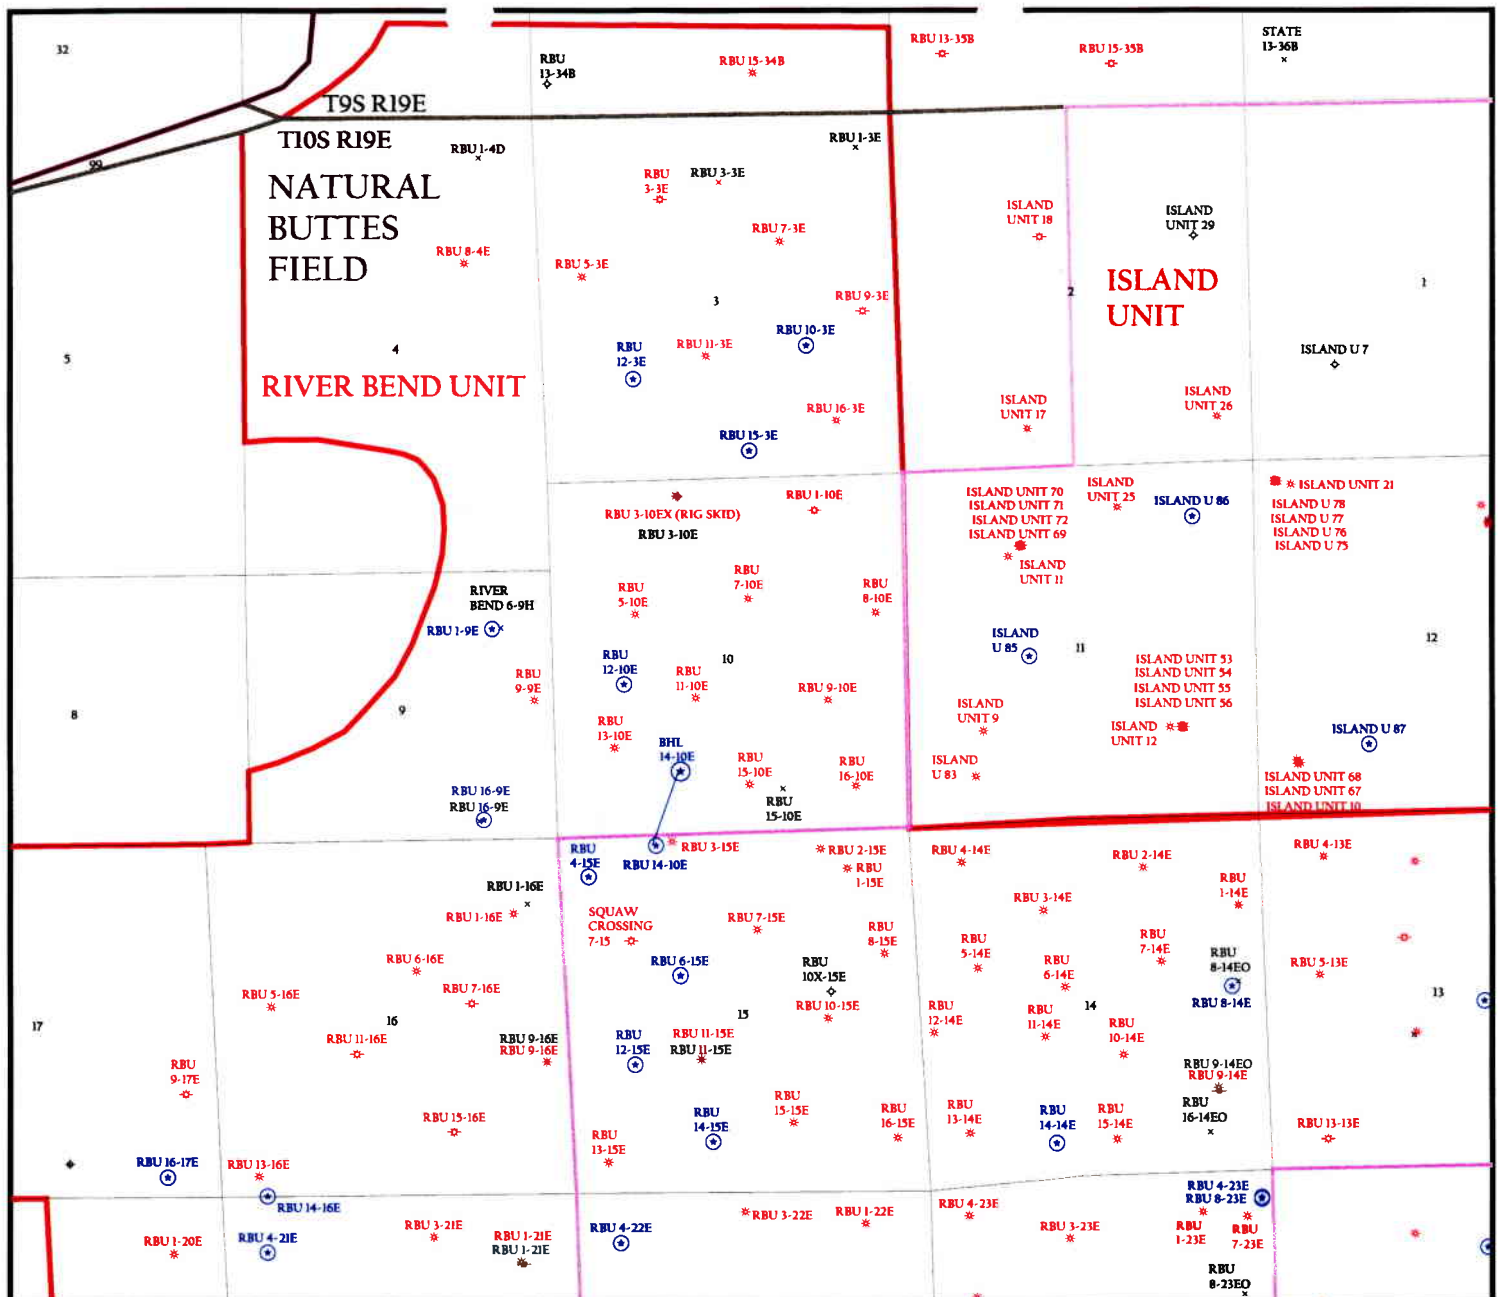 32
RBU
13-34B
RBU 15-34B
RBU 13-35B
RBU 15-35B
STATE
13-36B
T9S R19E
T10S R19E
99
RBU 1-4D
NATURAL
BUTTES
FIELD
RBU 8-4E
RBU
3-3E
RBU 3-3E
RBU 1-3E
RBU 7-3E
RBU 5-3E
RBU 9-3E
3
RBU 10-3E
RBU
12-3E
RBU 11-3E
RBU 16-3E
RBU 15-3E
ISLAND
UNIT 18
ISLAND
UNIT 29
ISLAND
UNIT
2
1
ISLAND U 7
ISLAND
UNIT 17
ISLAND
UNIT 26
5
4
RIVER BEND UNIT
RBU 3-10EX (RIG SKID)
RBU 3-10E
RBU 1-10E
RBU
5-10E
RBU
7-10E
RBU
8-10E
RBU
12-10E
RBU
11-10E
10
RBU 9-10E
RBU
13-10E
BHL
14-10E
RBU
15-10E
RBU
15-10E
RBU
16-10E
ISLAND UNIT 70
ISLAND UNIT 71
ISLAND UNIT 72
ISLAND UNIT 69
ISLAND
UNIT 11
ISLAND
UNIT 25
ISLAND U 86
ISLAND UNIT 21
ISLAND U 78
ISLAND U 77
ISLAND U 76
ISLAND U 75
ISLAND
U 85
11
12
ISLAND UNIT 53
ISLAND UNIT 54
ISLAND UNIT 55
ISLAND UNIT 56
ISLAND
UNIT 12
ISLAND
UNIT 9
ISLAND
U 83
ISLAND U 87
ISLAND UNIT 68
ISLAND UNIT 67
ISLAND UNIT 10
RIVER
BEND 6-9H
RBU 1-9E
RBU
9-9E
8
9
RBU 16-9E
RBU 16-9E
RBU
4-15E
RBU 14-10E
RBU 3-15E
RBU 2-15E
RBU
1-15E
RBU 4-14E
RBU 2-14E
RBU 4-13E
RBU 1-16E
RBU 1-16E
SQUAW
CROSSING
7-15
RBU 7-15E
RBU
8-15E
RBU 3-14E
RBU
1-14E
RBU 6-16E
RBU 5-16E
RBU 7-16E
RBU 6-15E
RBU
10X-15E
RBU 10-15E
RBU
5-14E
RBU
6-14E
RBU
7-14E
RBU
8-14EO
RBU 8-14E
RBU 5-13E
13
17
16
15
14
RBU 11-16E
RBU 9-16E
RBU 9-16E
RBU
12-15E
RBU 11-15E
RBU 11-15E
RBU
12-14E
RBU
11-14E
RBU
10-14E
RBU
9-17E
RBU 15-16E
RBU
14-15E
RBU
15-15E
RBU
16-15E
RBU
13-14E
RBU
14-14E
RBU
15-14E
RBU 9-14EO
RBU 9-14E
RBU
16-14EO
RBU 13-13E
RBU
13-15E
RBU 16-17E
RBU 13-16E
RBU 14-16E
RBU 1-20E
RBU 4-21E
RBU 3-21E
RBU 1-21E
RBU 1-21E
RBU 4-22E
RBU 3-22E
RBU 1-22E
RBU 4-23E
RBU 3-23E
RBU 4-23E
RBU 8-23E
RBU
1-23E
RBU
7-23E
RBU
8-23EO